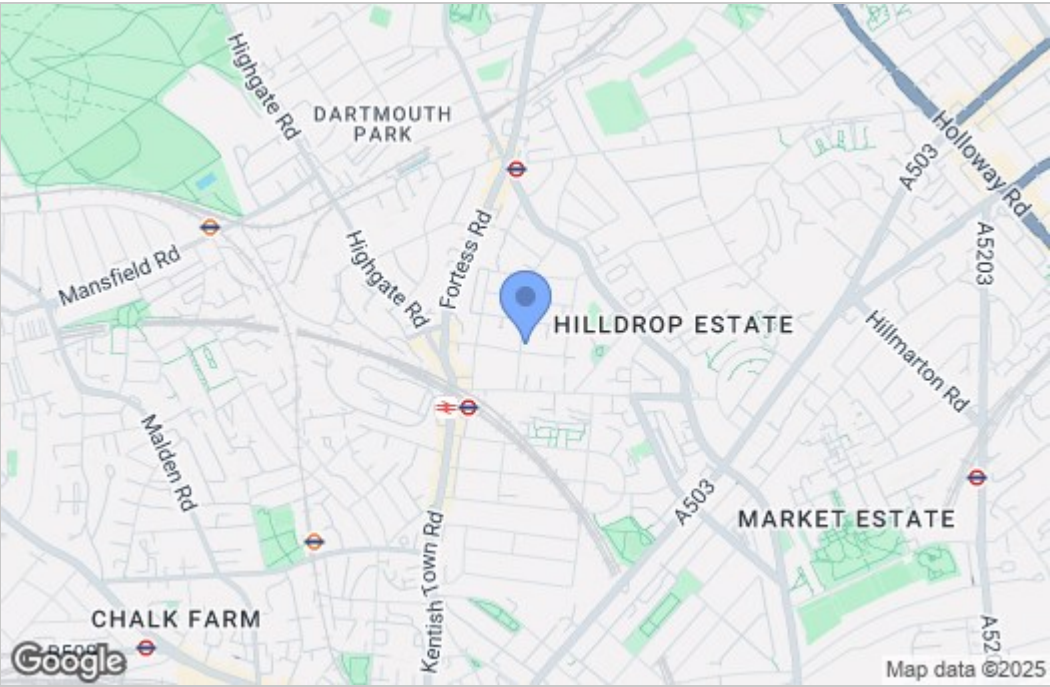 Highgate Rd
DARTMOUTH
PARK
Holloway Rd
A503
Fortess Rd
Mansfield Rd
Highgate Rd
A5203
HILLDROP ESTATE
Hillmarton Rd
Malden Rd
A503
MARKET ESTATE
Kentish Town Rd
CHALK FARM
A52
Google
Map data ©2025